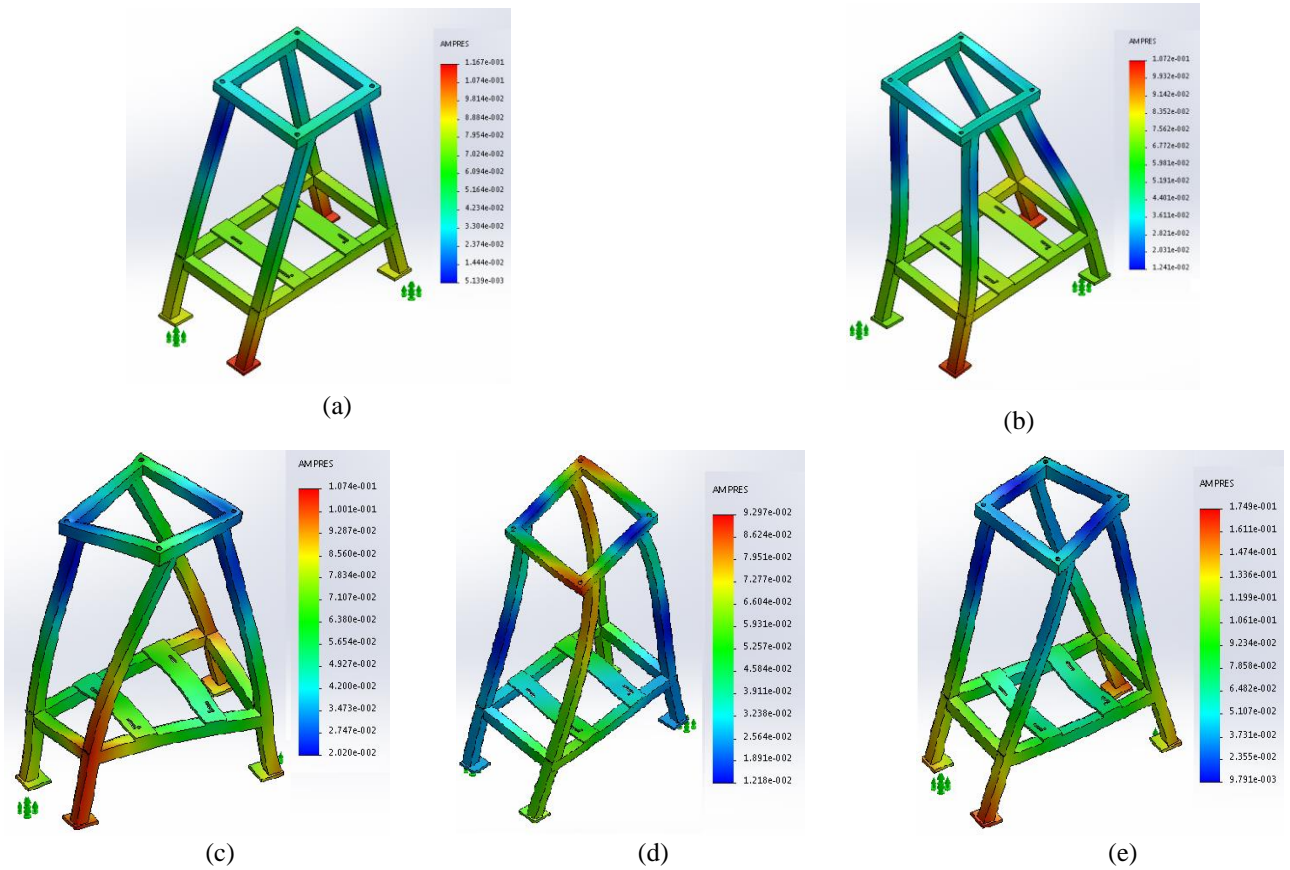 AMPRES
1.167e-001
1.074e-001
9.814e-002
8.884e-002
7.954e-002
7.024e-002
6.094e-002
5.164e-002
4.234e-002
3.304e-002
2.374e-002
1.444e-002
5.139e-003
(a)
AMPRES
1.072e-001
9.932e-002
9.142e-002
8.352e-002
7.562e-002
6.772e-002
5.981e-002
5.191e-002
4.401e-002
3.611e-002
2.821e-002
2.031e-002
1.241e-002
(b)
AMPRES
1.074e-001
1.001e-001
9.287e-002
8.560e-002
7.834e-002
7.107e-002
6.380e-002
5.654e-002
4.927e-002
4.200e-002
3.473e-002
2.747e-002
2.020e-002
(c)
AMPRES
9.297e-002
8.624e-002
7.951e-002
7.277e-002
6.604e-002
5.931e-002
5.257e-002
4.584e-002
3.911e-002
3.238e-002
2.564e-002
1.891e-002
1.218e-002
(d)
AMPRES
1.749e-001
1.611e-001
1.474e-001
1.336e-001
1.199e-001
1.061e-001
9.234e-002
7.858e-002
6.482e-002
5.107e-002
3.731e-002
2.355e-002
9.791e-003
(e)